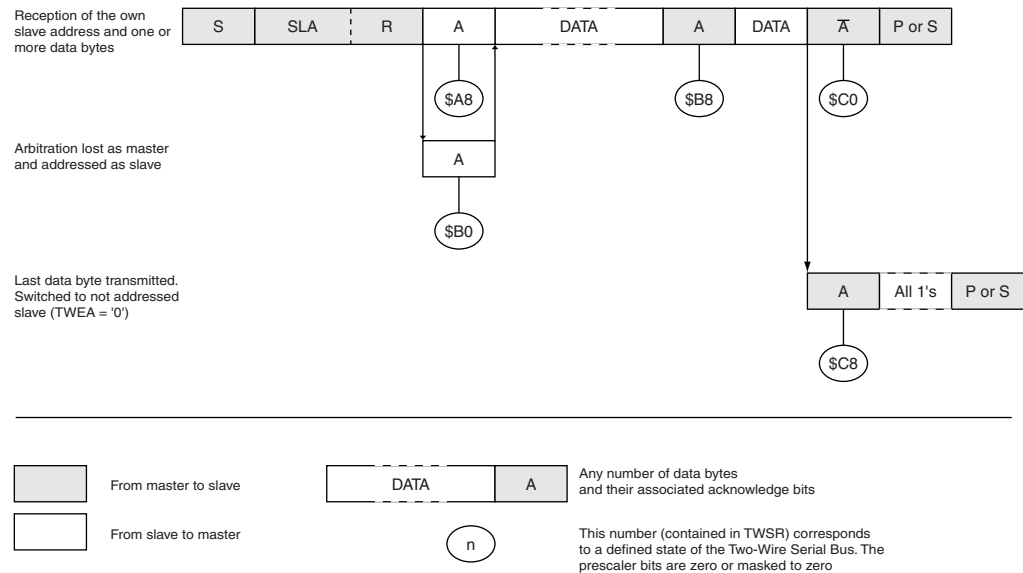 Reception of the own
slave address and one or
more data bytes
S SLA R A DATA A DATA A̅ P or S
$A8 $B8 $C0
Arbitration lost as master
and addressed as slave
A
$B0
Last data byte transmitted.
Switched to not addressed
slave (TWEA = '0')
A All 1's P or S
$C8
From master to slave
DATA A
Any number of data bytes
and their associated acknowledge bits
From slave to master
n
This number (contained in TWSR) corresponds
to a defined state of the Two-Wire Serial Bus. The
prescaler bits are zero or masked to zero